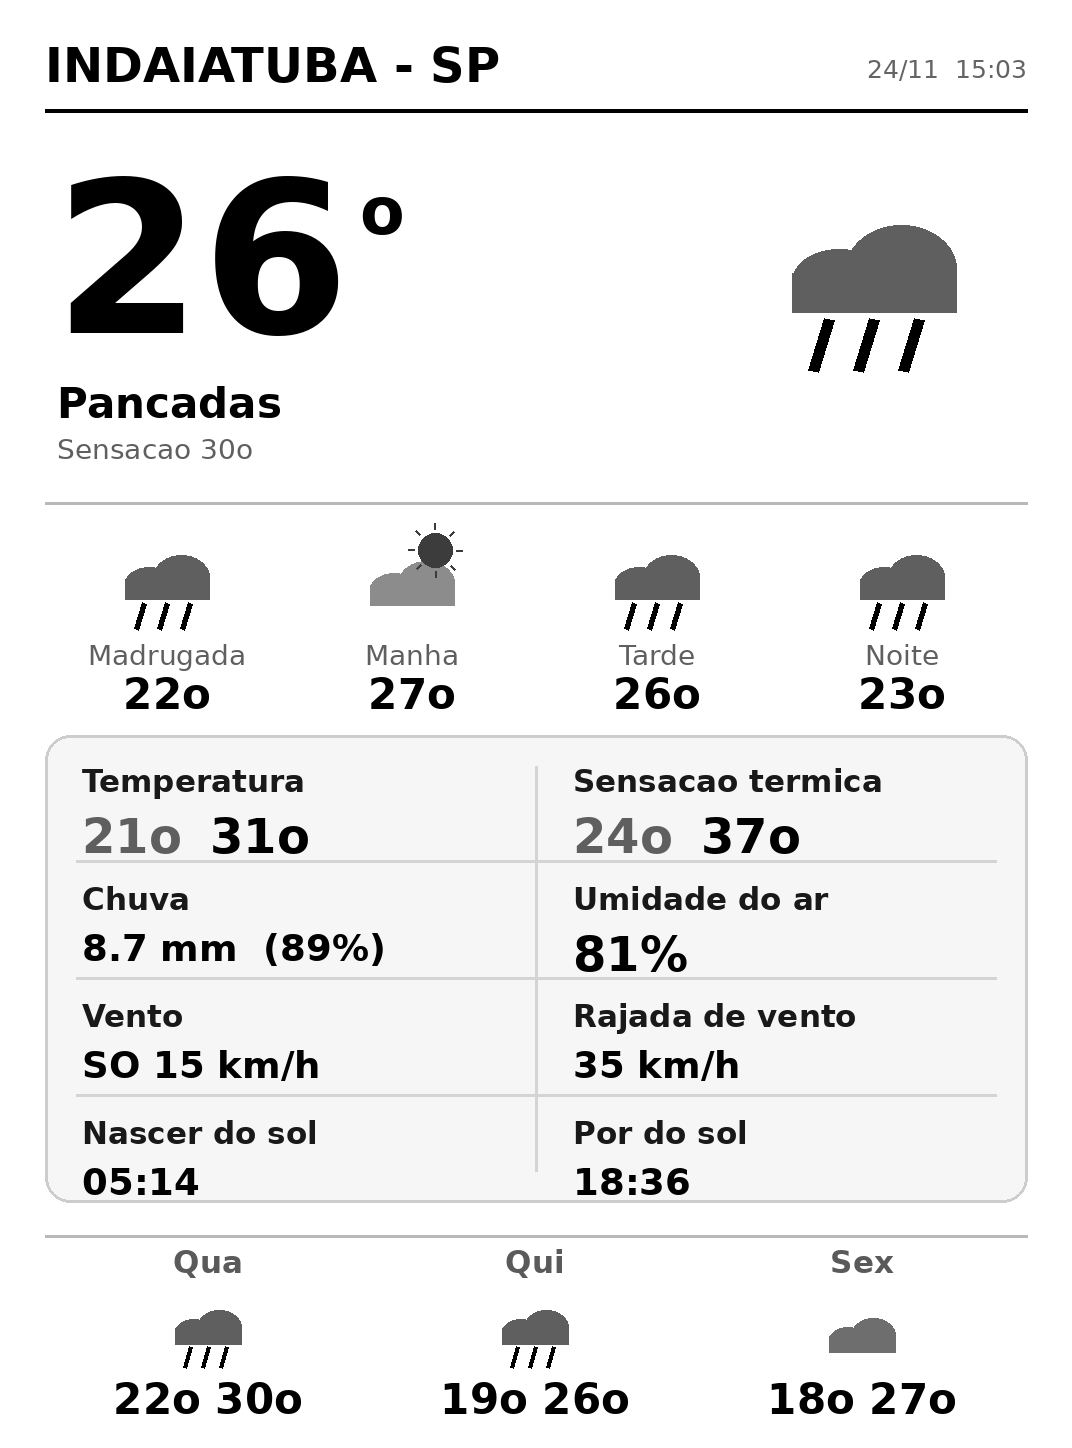 INDAIATUBA - SP 24/11 15:03
26o
Pancadas
Sensacao 30o
Madrugada Manha Tarde Noite
22o 27o 26o 23o
Temperatura Sensacao termica
21o 31o 24o 37o
Chuva Umidade do ar
8.7 mm (89%) 81%
Vento Rajada de vento
SO 15 km/h 35 km/h
Nascer do sol Por do sol
05:14 18:36
Qua Qui Sex
22o 30o 19o 26o 18o 27o